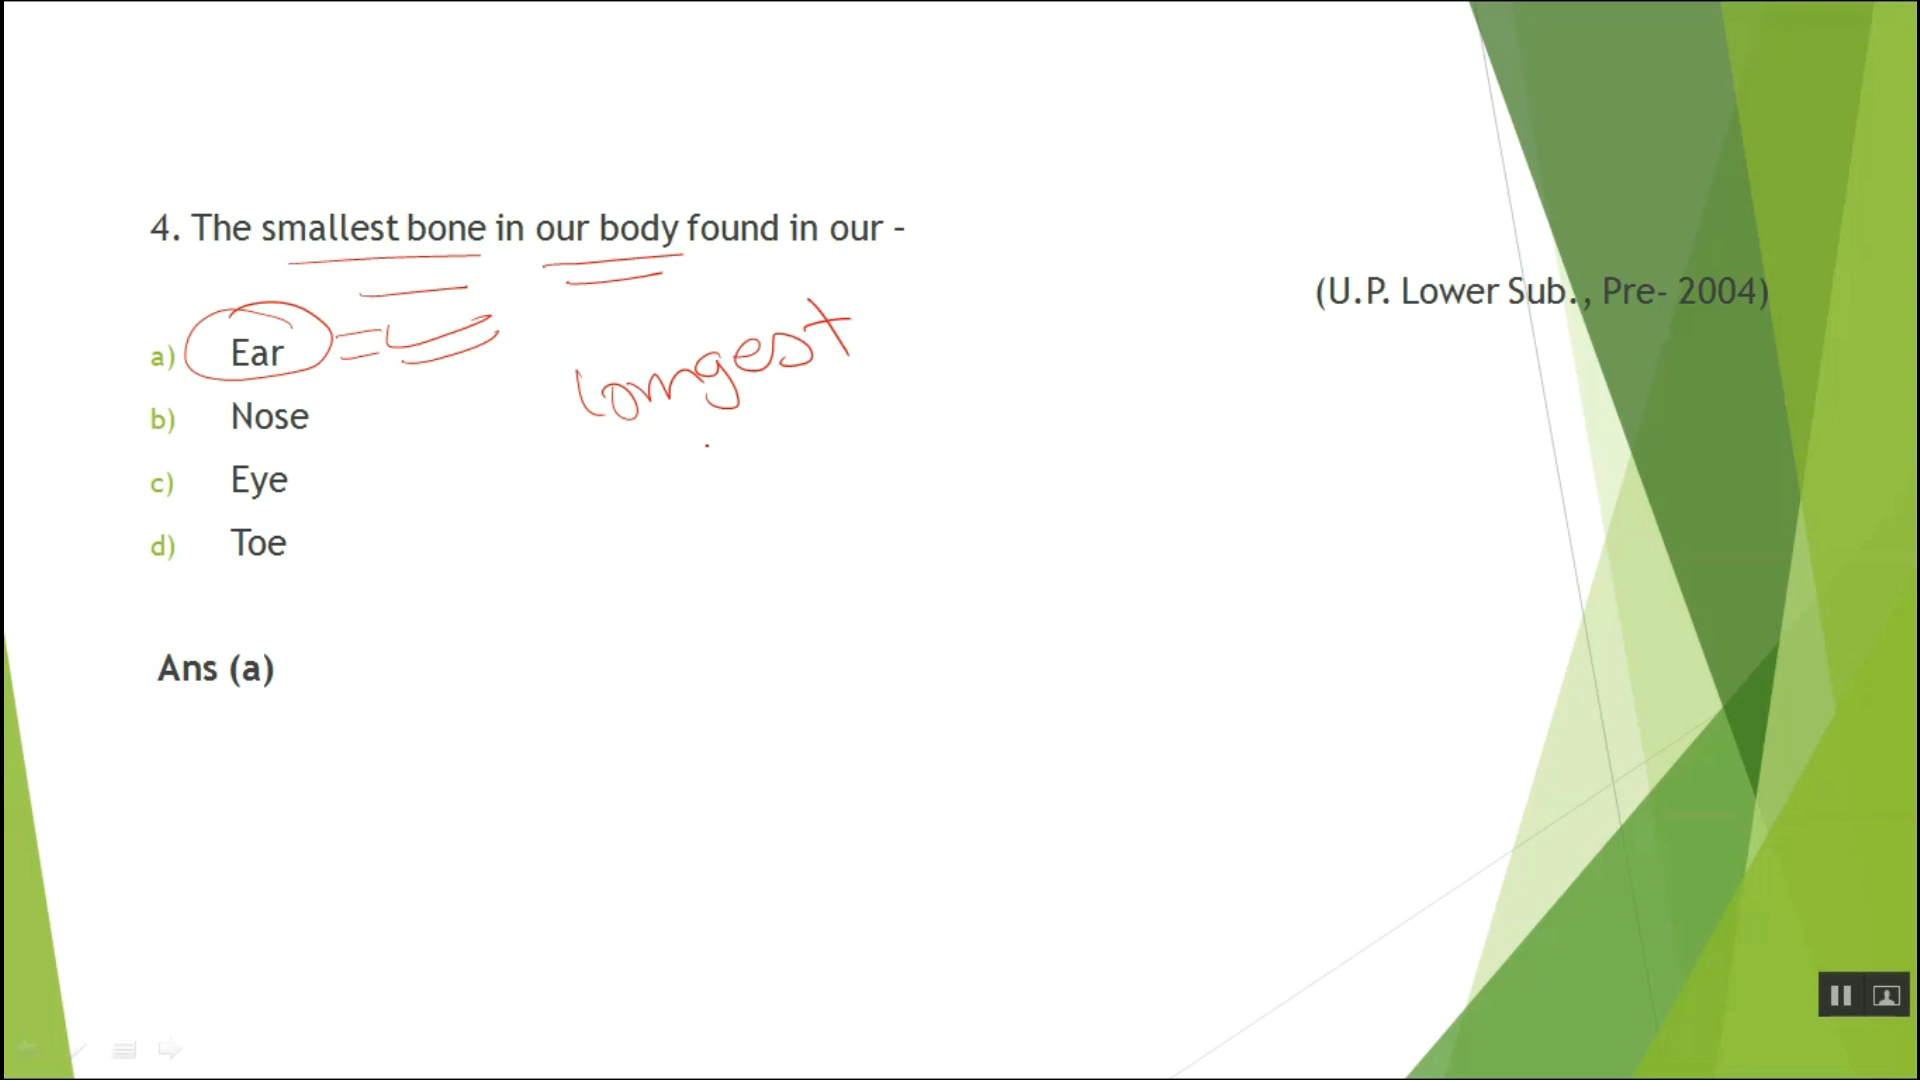 4. The smallest bone in our body found in our –
(U.P. Lower Sub., Pre- 2004)
a) Ear
longest
b) Nose
c) Eye
d) Toe
Ans (a)